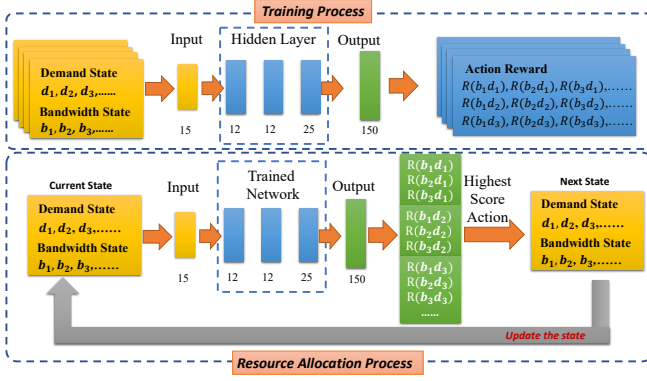 Training Process
Input
Hidden Layer
Output
Demand State
d₁, d₂, d₃,......
Bandwidth State
b₁, b₂, b₃,......
15
12
12
25
150
Action Reward
R(b₁d₁), R(b₂d₁), R(b₃d₁),......
R(b₁d₂), R(b₂d₂), R(b₃d₂),......
R(b₁d₃), R(b₂d₃), R(b₃d₃),......
Current State
Demand State
d₁, d₂, d₃,......
Bandwidth State
b₁, b₂, b₃,......
Input
15
Trained
Network
12
12
25
Output
150
R(b₁d₁)
R(b₂d₁)
R(b₃d₁)
R(b₁d₂)
R(b₂d₂)
R(b₃d₂)
R(b₁d₃)
R(b₂d₃)
R(b₃d₃)
......
Highest
Score
Action
Next State
Demand State
d₁, d₂, d₃,......
Bandwidth State
b₁, b₂, b₃,......
Update the state
Resource Allocation Process